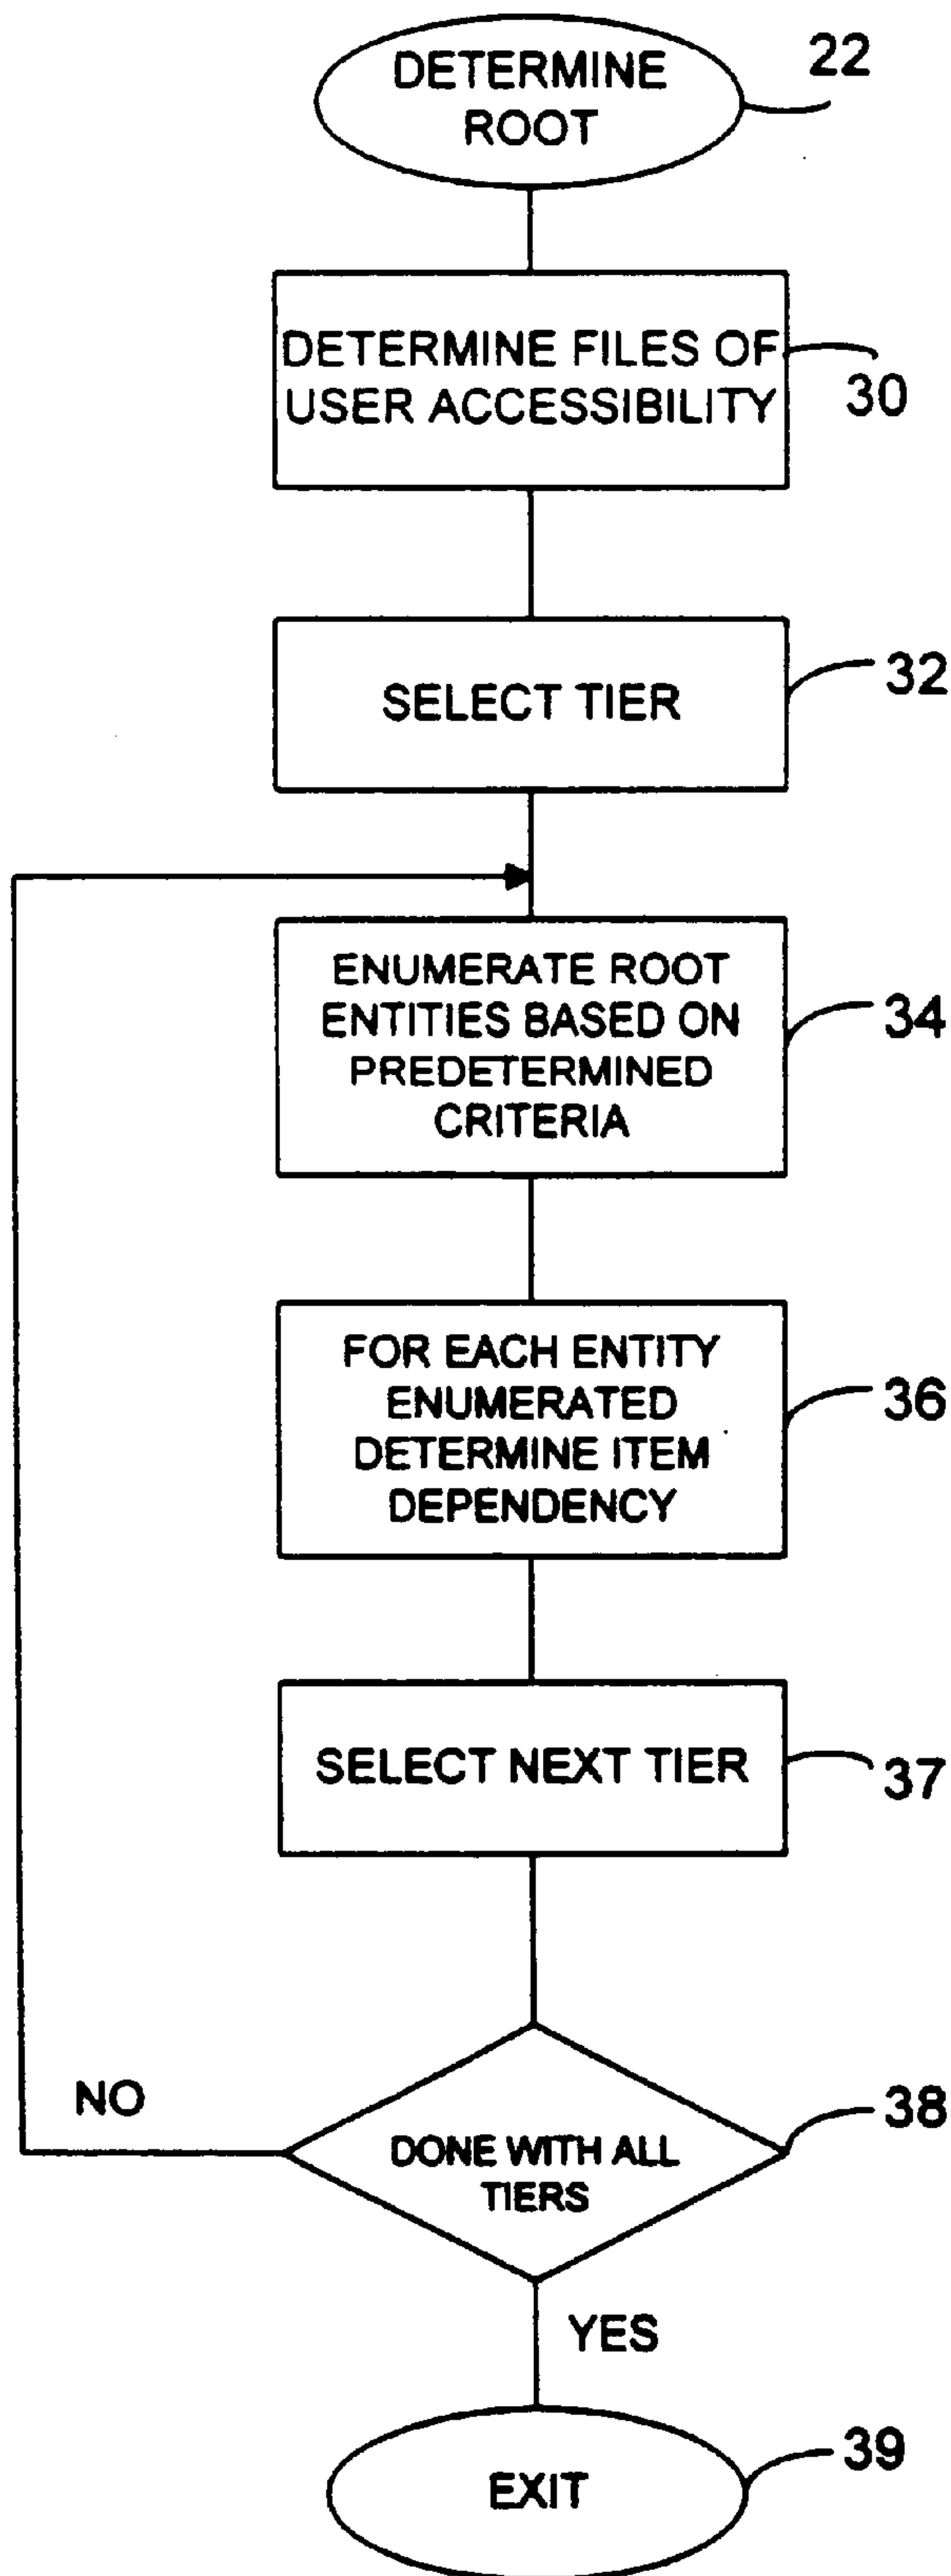 DETERMINE
ROOT
22
DETERMINE FILES OF
USER ACCESSIBILITY
30
SELECT TIER
32
ENUMERATE ROOT
ENTITIES BASED ON
PREDETERMINED
CRITERIA
34
FOR EACH ENTITY
ENUMERATED
DETERMINE ITEM
DEPENDENCY
36
SELECT NEXT TIER
37
NO
DONE WITH ALL
TIERS
38
YES
EXIT
39